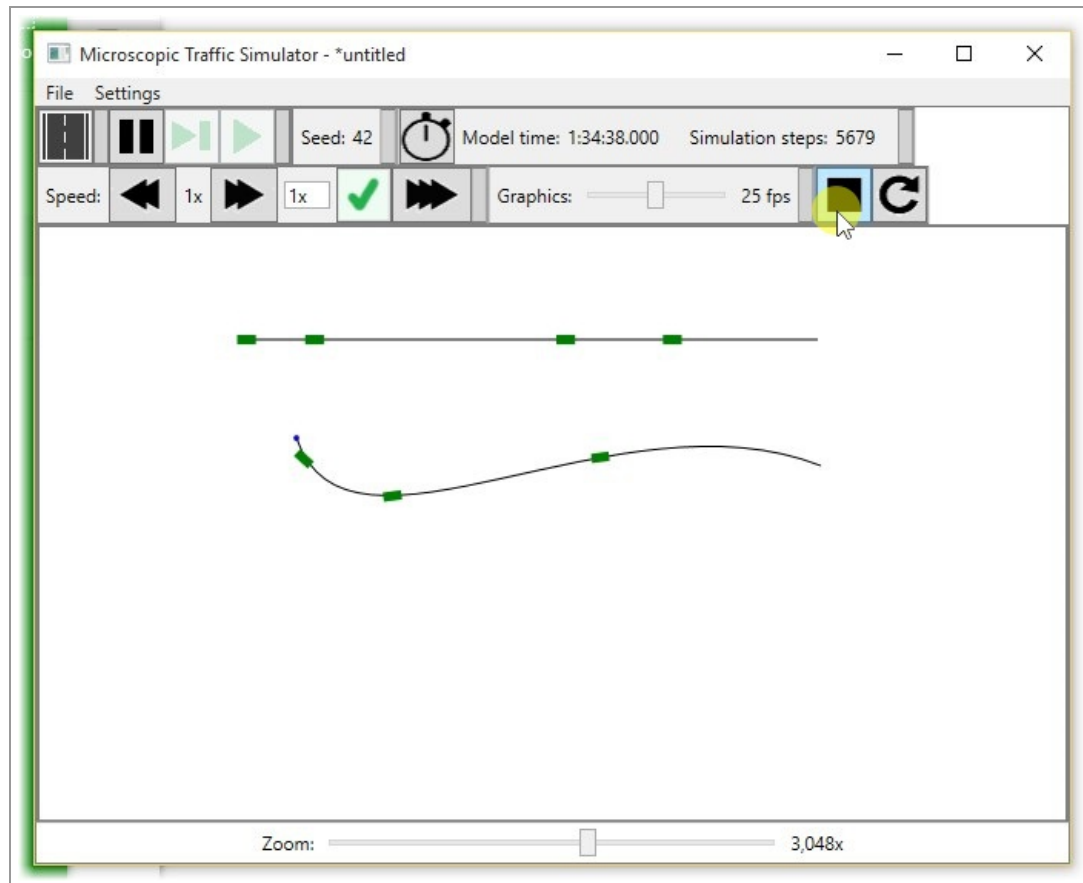 Microscopic Traffic Simulator - *untitled
File Settings
Seed: 42 Model time: 1:34:38.000 Simulation steps: 5679
Speed: 1x 1x Graphics: 25 fps
Zoom: 3,048x